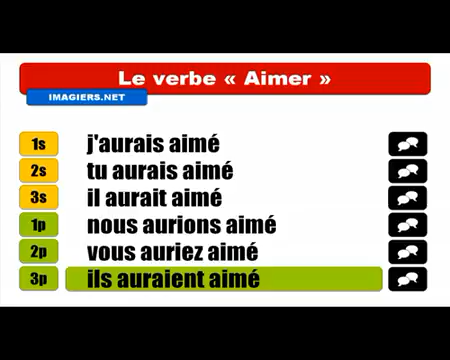 Le verbe « Aimer »
IMAGIERS.NET
1s j'aurais aimé
2s tu aurais aimé
3s il aurait aimé
1p nous aurions aimé
2p vous auriez aimé
3p ils auraient aimé